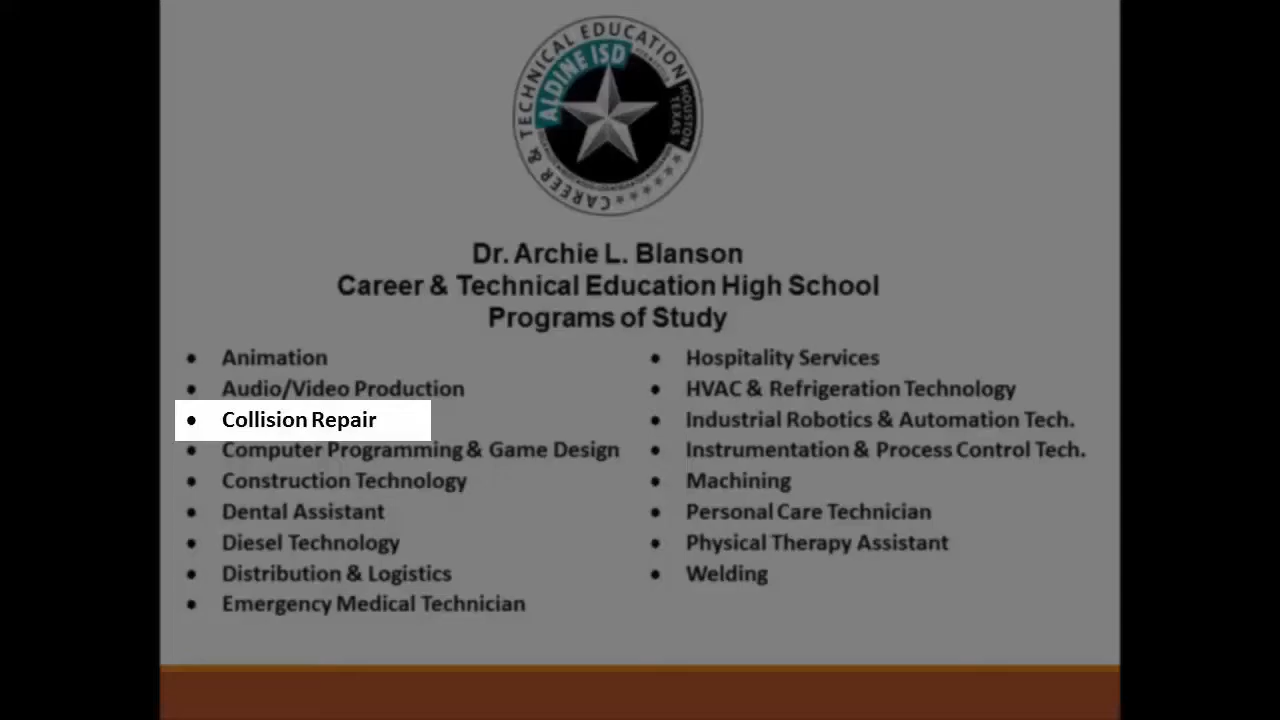 CAREER & TECHNICAL EDUCATION
ALDINE ISD
HOUSTON
TEXAS
Dr. Archie L. Blanson
Career & Technical Education High School
Programs of Study
• Animation
• Audio/Video Production
• Collision Repair
• Computer Programming & Game Design
• Construction Technology
• Dental Assistant
• Diesel Technology
• Distribution & Logistics
• Emergency Medical Technician
• Hospitality Services
• HVAC & Refrigeration Technology
• Industrial Robotics & Automation Tech.
• Instrumentation & Process Control Tech.
• Machining
• Personal Care Technician
• Physical Therapy Assistant
• Welding